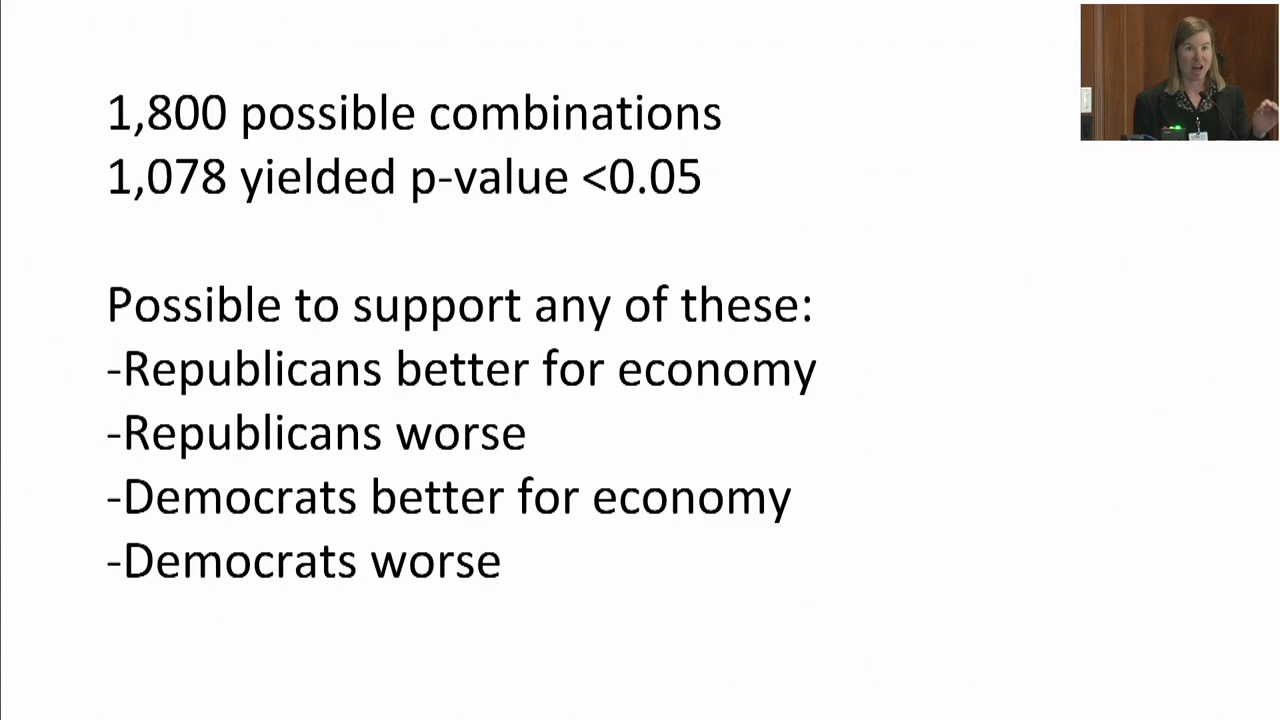 1,800 possible combinations
1,078 yielded p-value <0.05
Possible to support any of these:
-Republicans better for economy
-Republicans worse
-Democrats better for economy
-Democrats worse